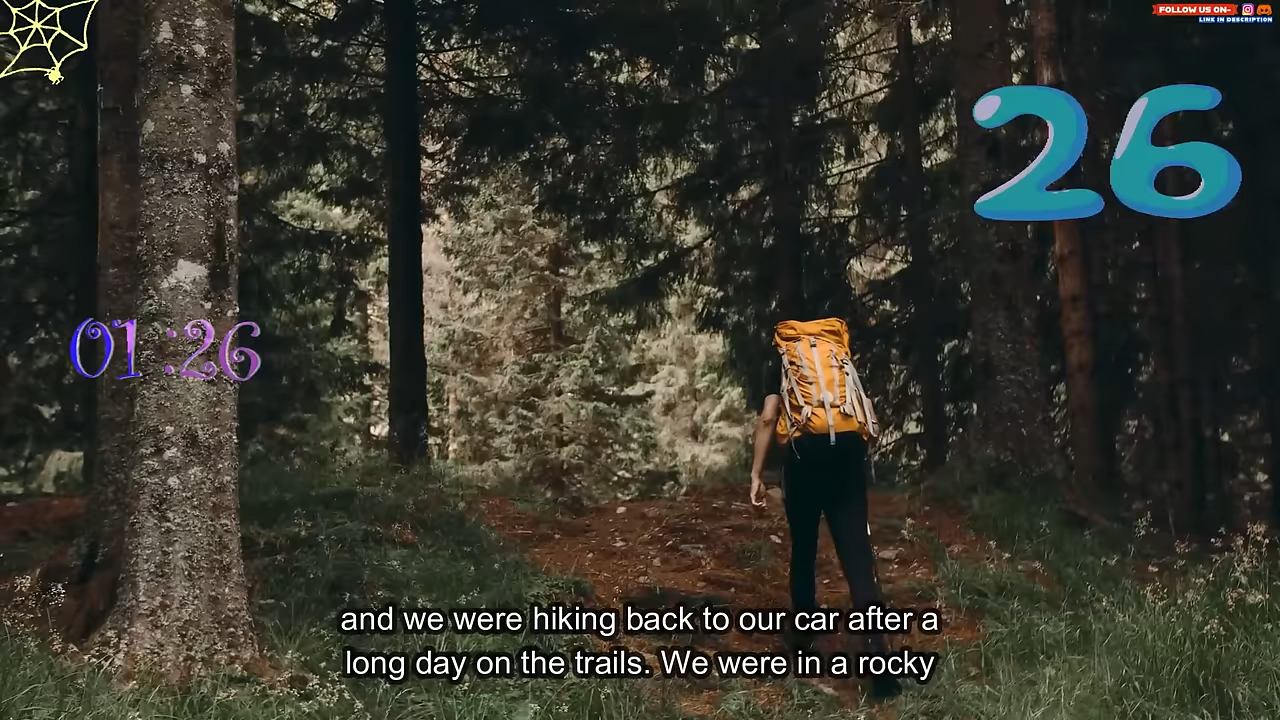 FOLLOW US ON-
LINK IN DESCRIPTION
26
01:26
and we were hiking back to our car after a
long day on the trails. We were in a rocky